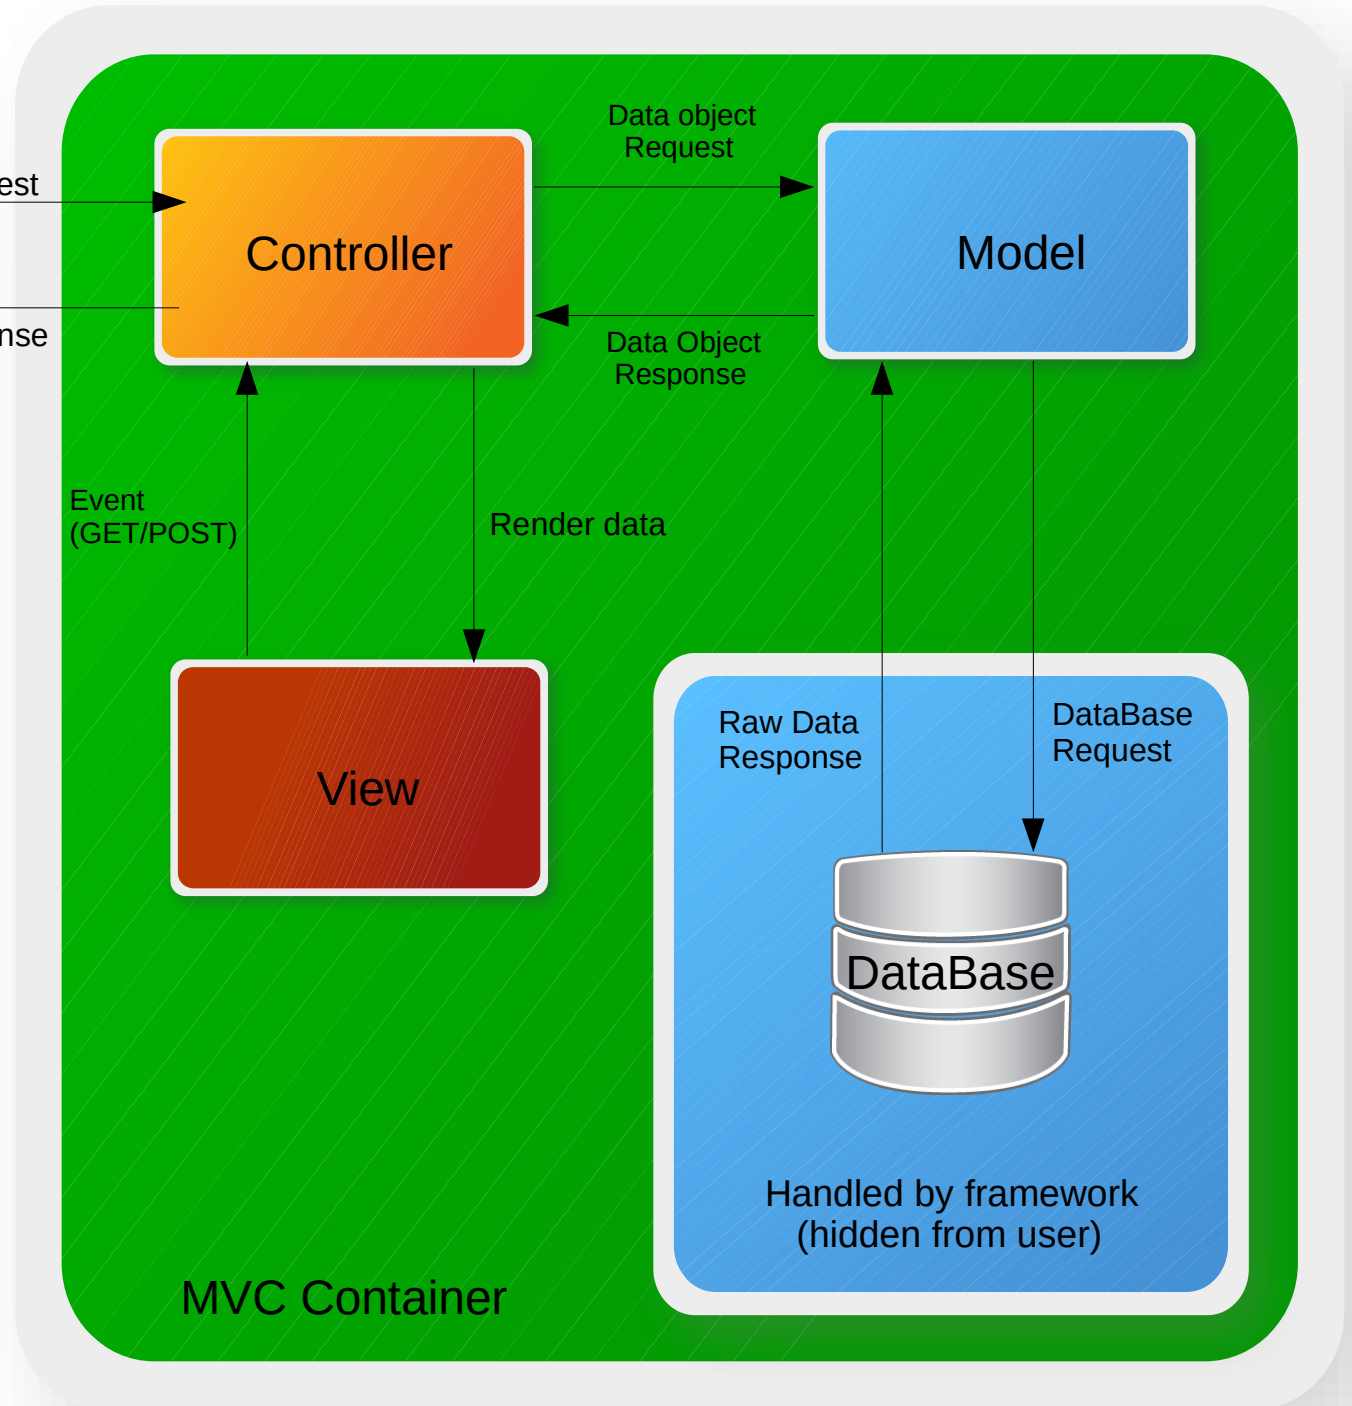 Data object
Request
est
Controller
Model
nse
Data Object
Response
Event
(GET/POST)
Render data
View
Raw Data
Response
DataBase
Request
DataBase
Handled by framework
(hidden from user)
MVC Container